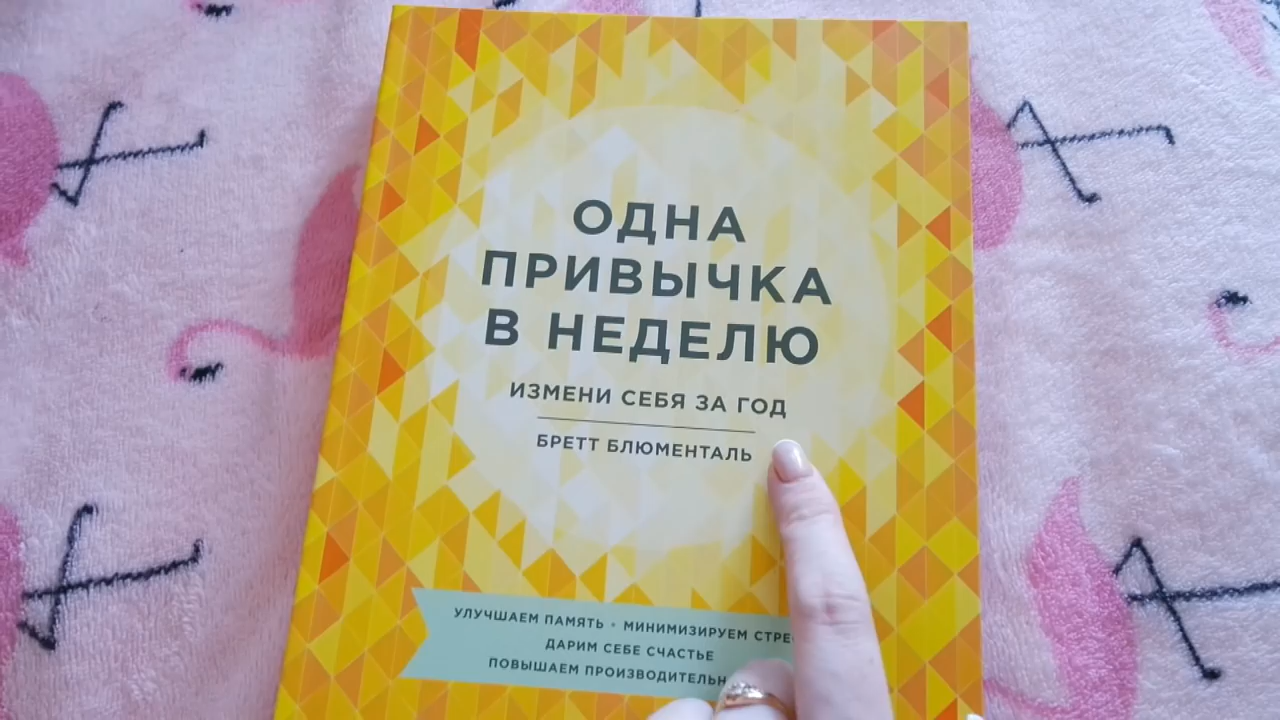 ОДНА
ПРИВЫЧКА
В НЕДЕЛЮ
ИЗМЕНИ СЕБЯ ЗА ГОД
БРЕТТ БЛЮМЕНТАЛЬ
УЛУЧШАЕМ ПАМЯТЬ • МИНИМИЗИРУЕМ
ДАРИМ СЕБЕ СЧАСТЬЕ
ПОВЫШАЕМ